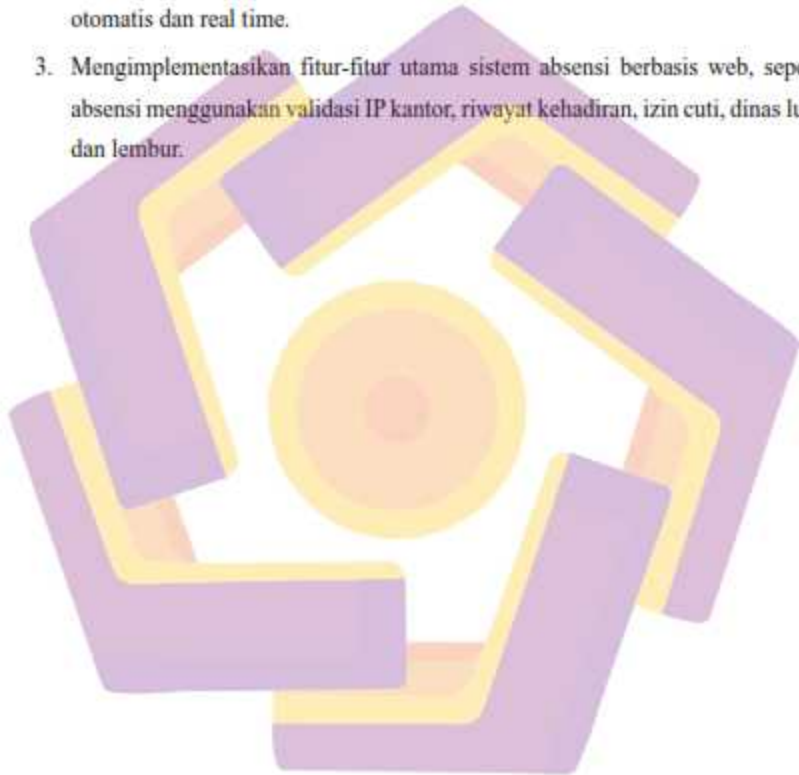 otomatis dan real time.
3. Mengimplementasikan fitur-fitur utama sistem absensi berbasis web,
absensi menggunakan validasi IP kantor, riwayat kehadiran, izin cuti, dinas
dan lembur.